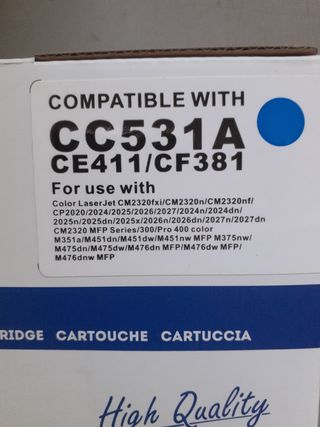 COMPATIBLE WITH
CC531A
CE411/CF381
For use with
Color LaserJet CM2320fxi/CM2320n/CM2320nf/
CP2020/2024/2025/2026/2027/2024n/2024dn/
2025n/2025dn/2025x/2026n/2026dn/2027n/2027dn
CM2320 MFP Series/300/Pro 400 color
M351a/M451dn/M451dw/M451nw MFP M375nw/
M475dn/M475dw/M476dn MFP/M476dw MFP/
M476dnw MFP
RIDGE CARTOUCHE CARTUCCIA
High Quality